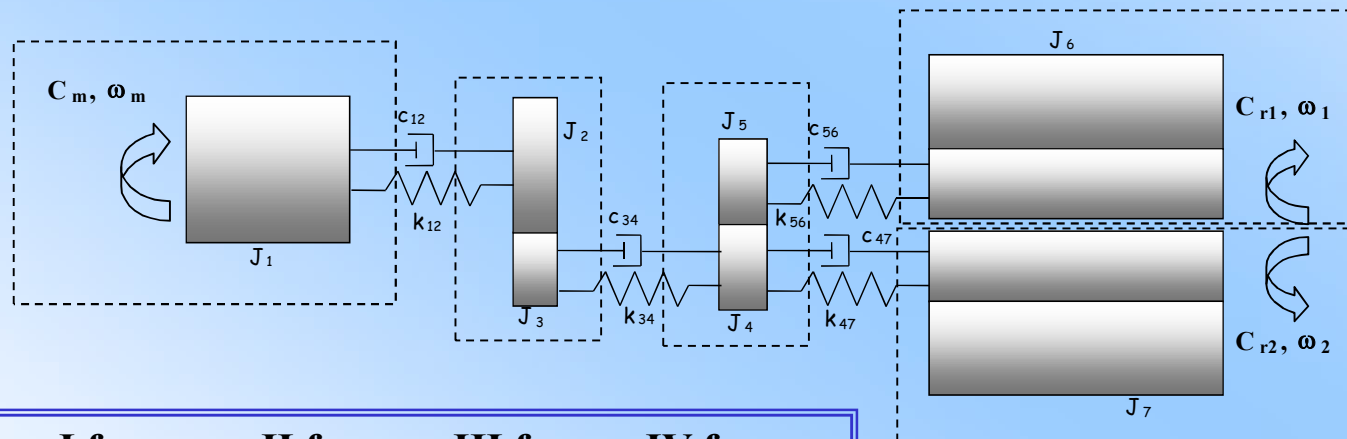 C m, ω m
J 1
c 12
k 12
J 2
J 3
c 34
k 34
J 5
J 4
c 56
k 56
c 47
k 47
J 6
C r1, ω 1
C r2, ω 2
J 7